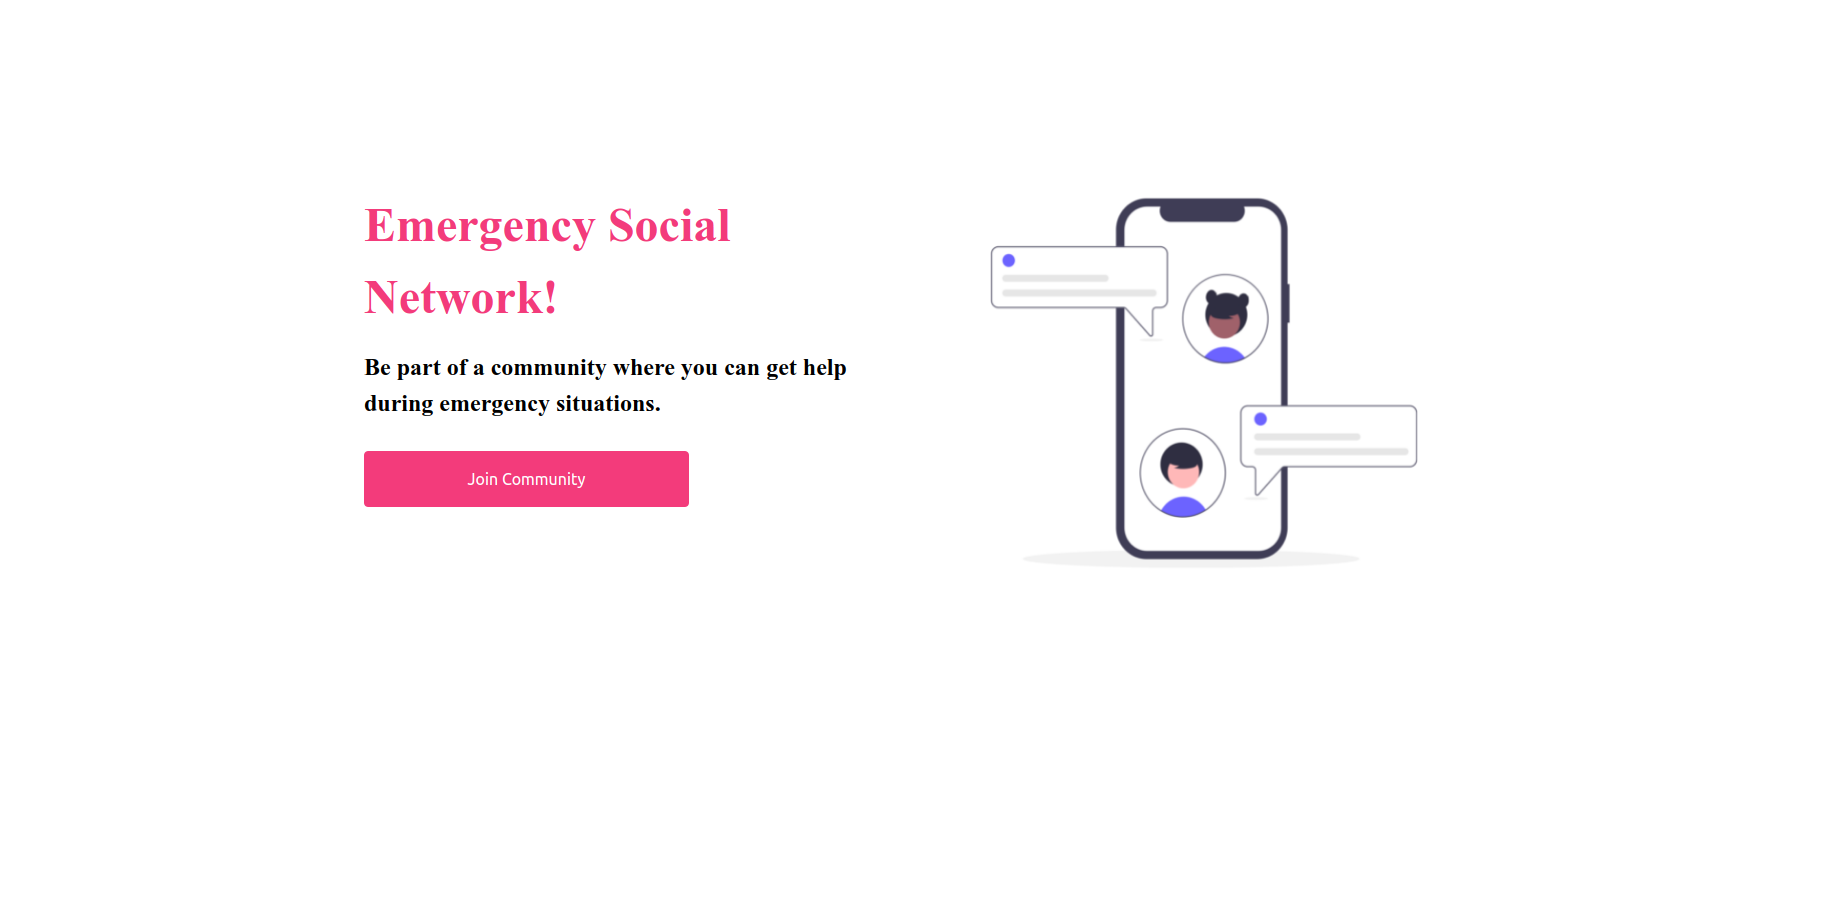 Emergency Social
Network!
Be part of a community where you can get help
during emergency situations.
Join Community